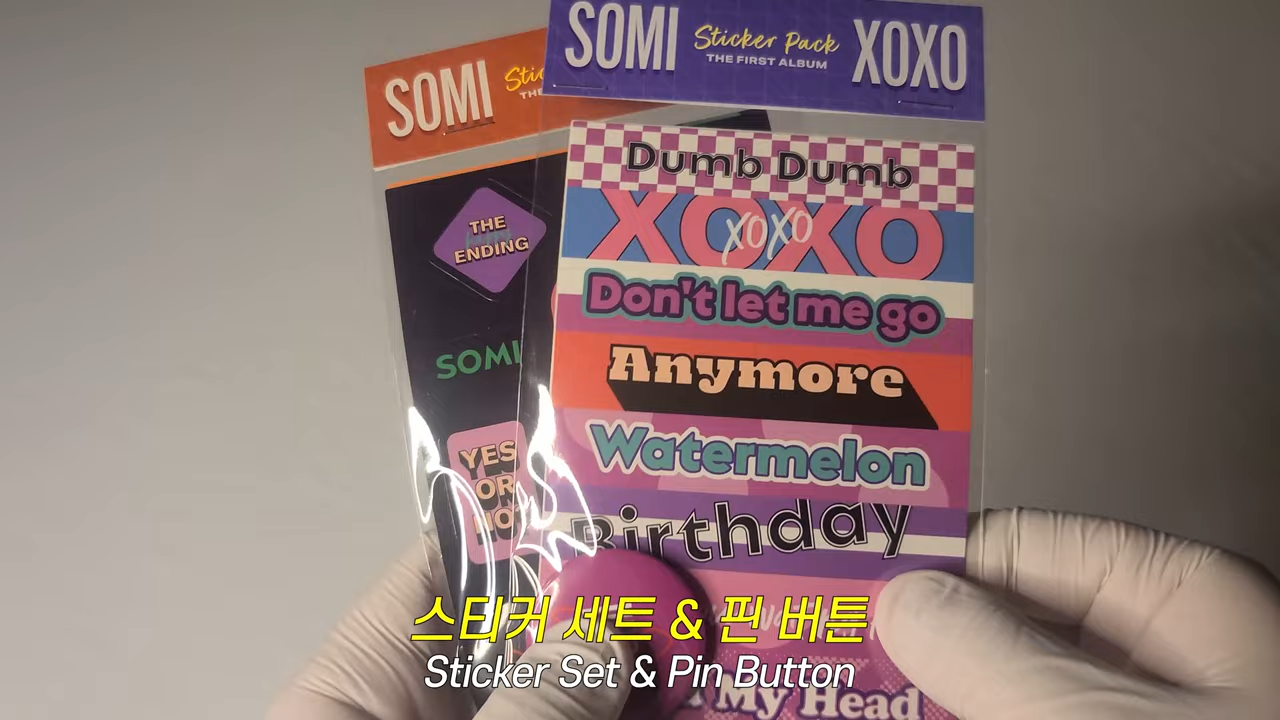 SOMI Sticker Pack XOXO
THE FIRST ALBUM
SOMI
THE
ENDING
SOMI
YES
OR
NO
Dumb Dumb
XOXO
XOXO
Don't let me go
Anymore
Watermelon
Birthday
My Head
스티커 세트 & 핀 버튼
Sticker Set & Pin Button